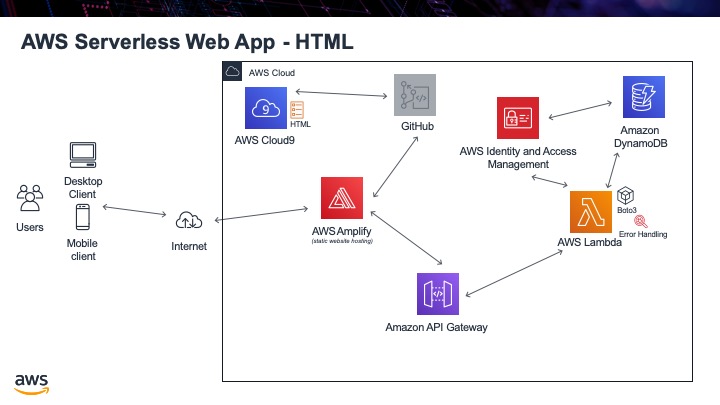 AWS Serverless Web App - HTML
AWS Cloud
9
HTML
AWS Cloud9
GitHub
AWS Identity and Access
Management
Amazon
DynamoDB
Desktop
Client
Users
Mobile
client
Internet
AWS Amplify
(static website hosting)
Boto3
Error Handling
AWS Lambda
Amazon API Gateway
aws